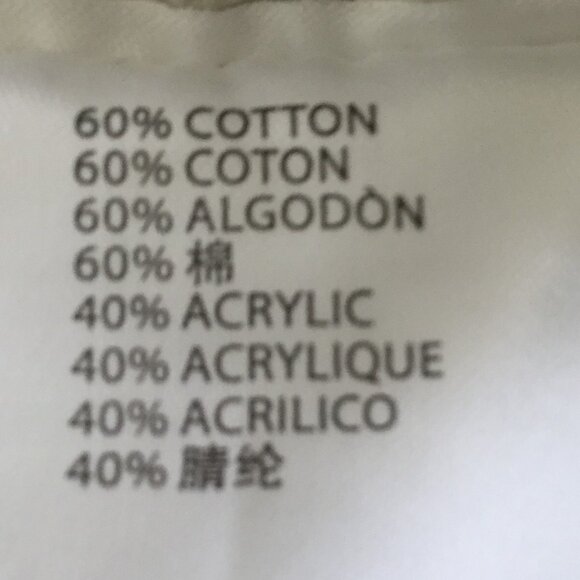 60% COTTON
60% COTON
60% ALGODÒN
60% 棉
40% ACRYLIC
40% ACRYLIQUE
40% ACRILICO
40% 腈纶